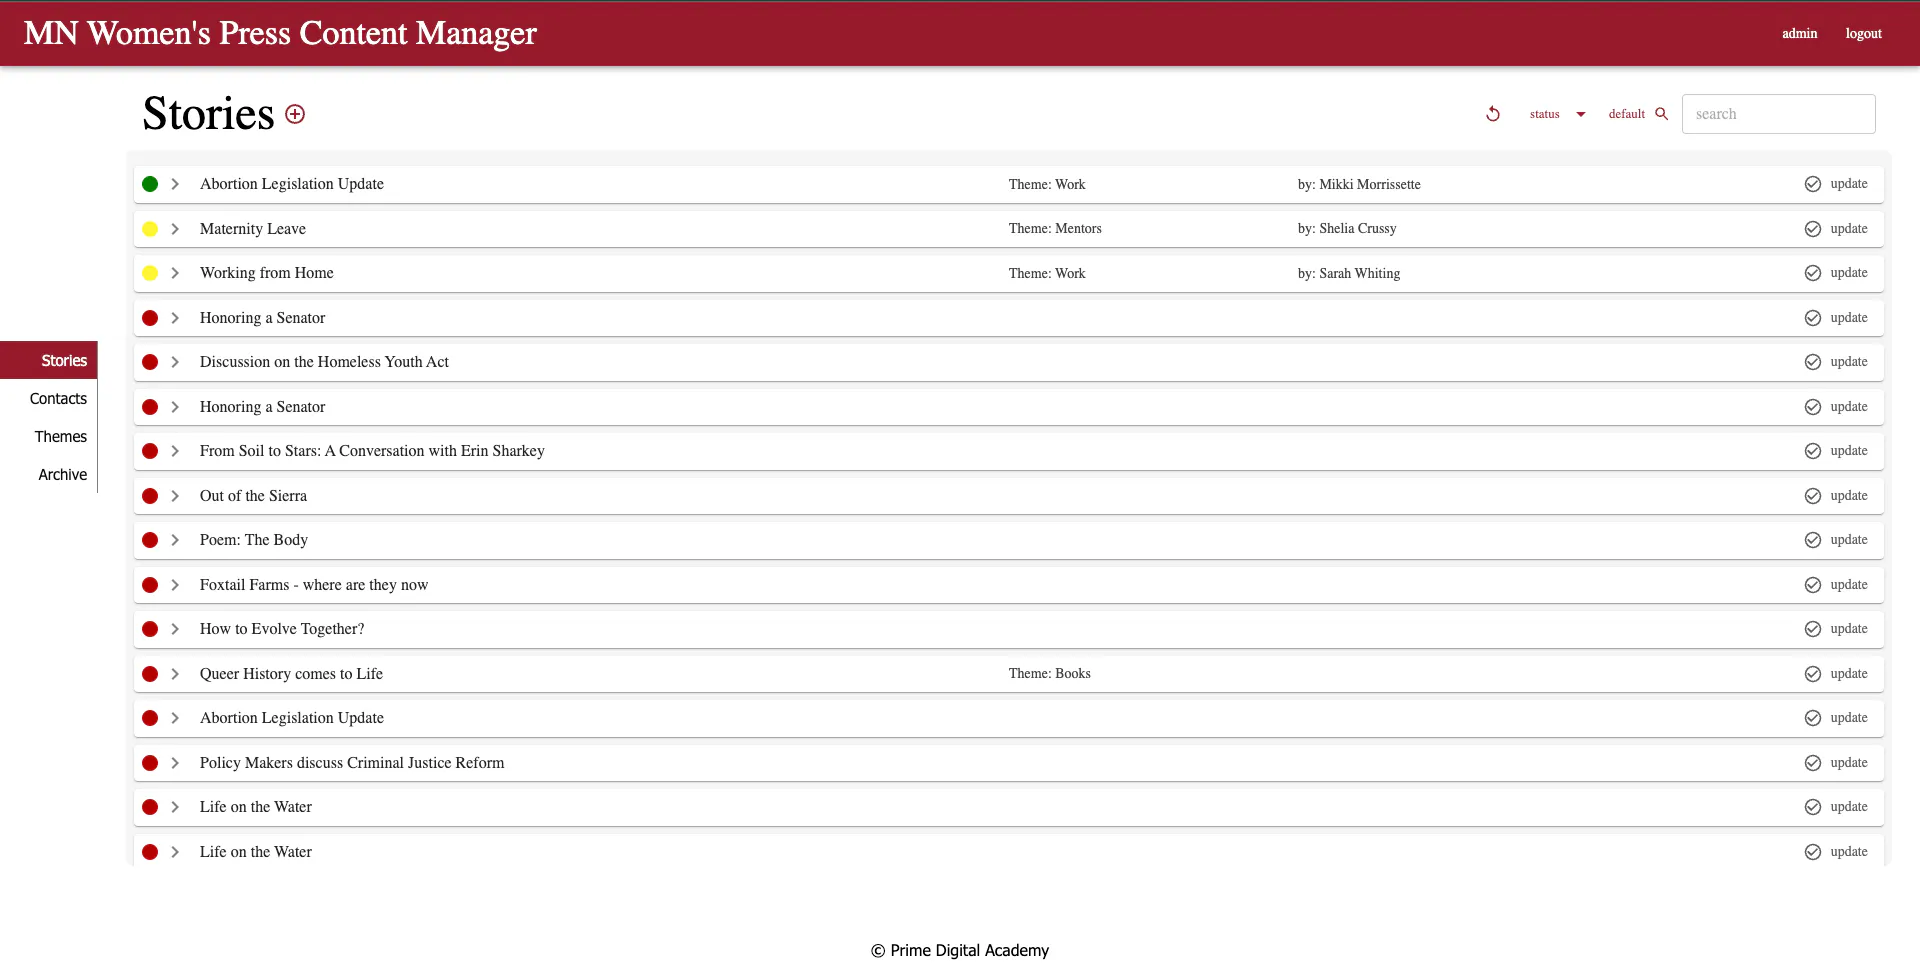 MN Women's Press Content Manager admin logout
Stories status default search
Abortion Legislation Update Theme: Work by: Mikki Morrissette update
Maternity Leave Theme: Mentors by: Shelia Crussy update
Working from Home Theme: Work by: Sarah Whiting update
Honoring a Senator update
Stories
Discussion on the Homeless Youth Act update
Contacts
Honoring a Senator update
Themes
From Soil to Stars: A Conversation with Erin Sharkey update
Archive
Out of the Sierra update
Poem: The Body update
Foxtail Farms - where are they now update
How to Evolve Together? update
Queer History comes to Life Theme: Books update
Abortion Legislation Update update
Policy Makers discuss Criminal Justice Reform update
Life on the Water update
Life on the Water update
© Prime Digital Academy